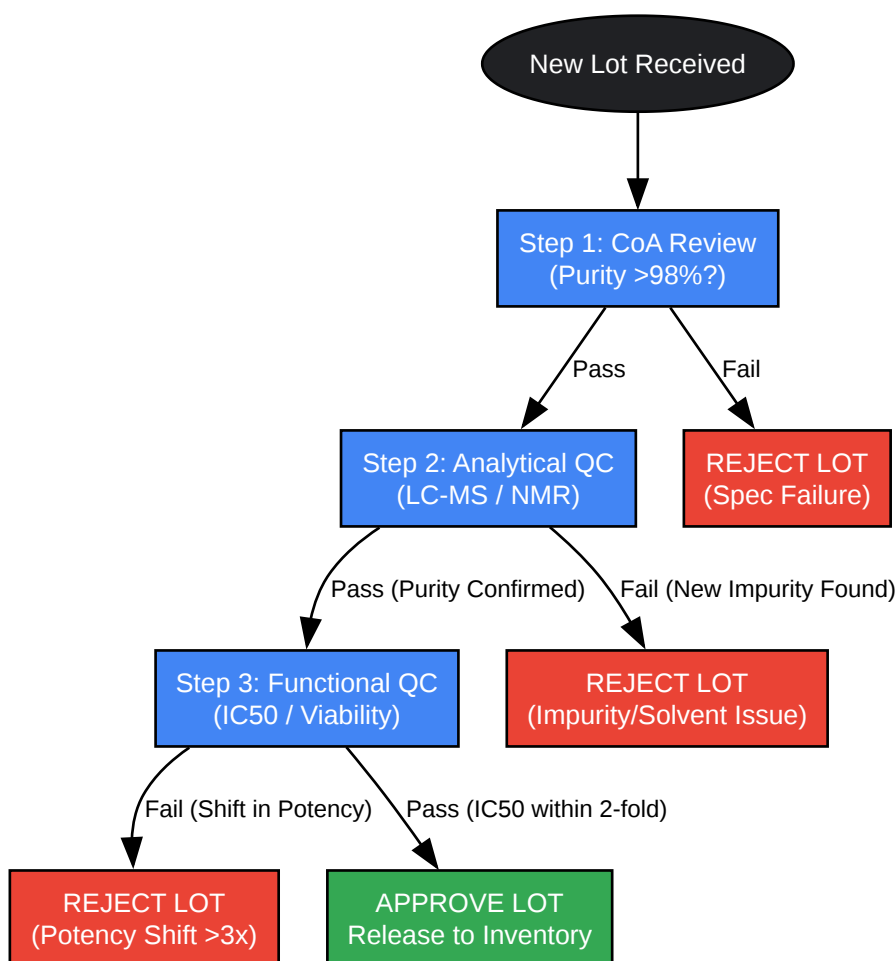 New Lot Received
Step 1: CoA Review
(Purity >98%?)
Pass
Fail
Step 2: Analytical QC
(LC-MS / NMR)
REJECT LOT
(Spec Failure)
Pass (Purity Confirmed)
Fail (New Impurity Found)
Step 3: Functional QC
(IC50 / Viability)
REJECT LOT
(Impurity/Solvent Issue)
Fail (Shift in Potency)
Pass (IC50 within 2-fold)
REJECT LOT
(Potency Shift >3x)
APPROVE LOT
Release to Inventory